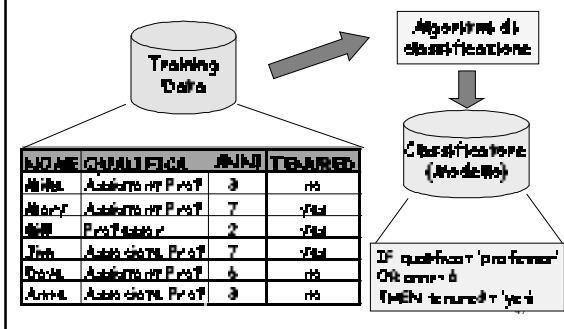 Training
Data
Algoritmi di
classificazione
Classificatore
(Modello)
NOME QUALIFICA ANNI TENURED
Mike Assistant Prof 3 no
Mary Assistant Prof 7 yes
Bill Professor 2 yes
Jim Associate Prof 7 yes
Dave Assistant Prof 6 no
Anne Associate Prof 3 no
IF qualifica = 'professor'
OR anni > 6
THEN tenured = 'yes'